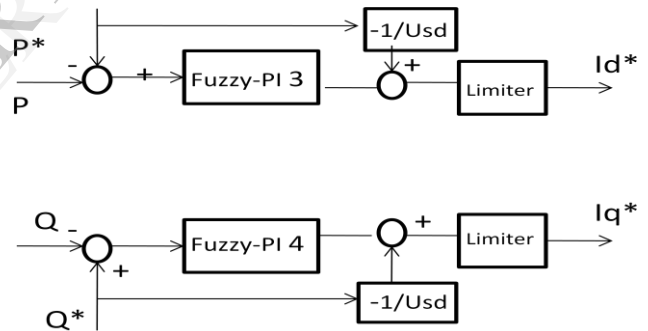 -1/Usd
P*
-
+
+
Id*
Fuzzy-PI 3
Limiter
P
Q
-
+
Iq*
Fuzzy-PI 4
Limiter
+
-1/Usd
Q*